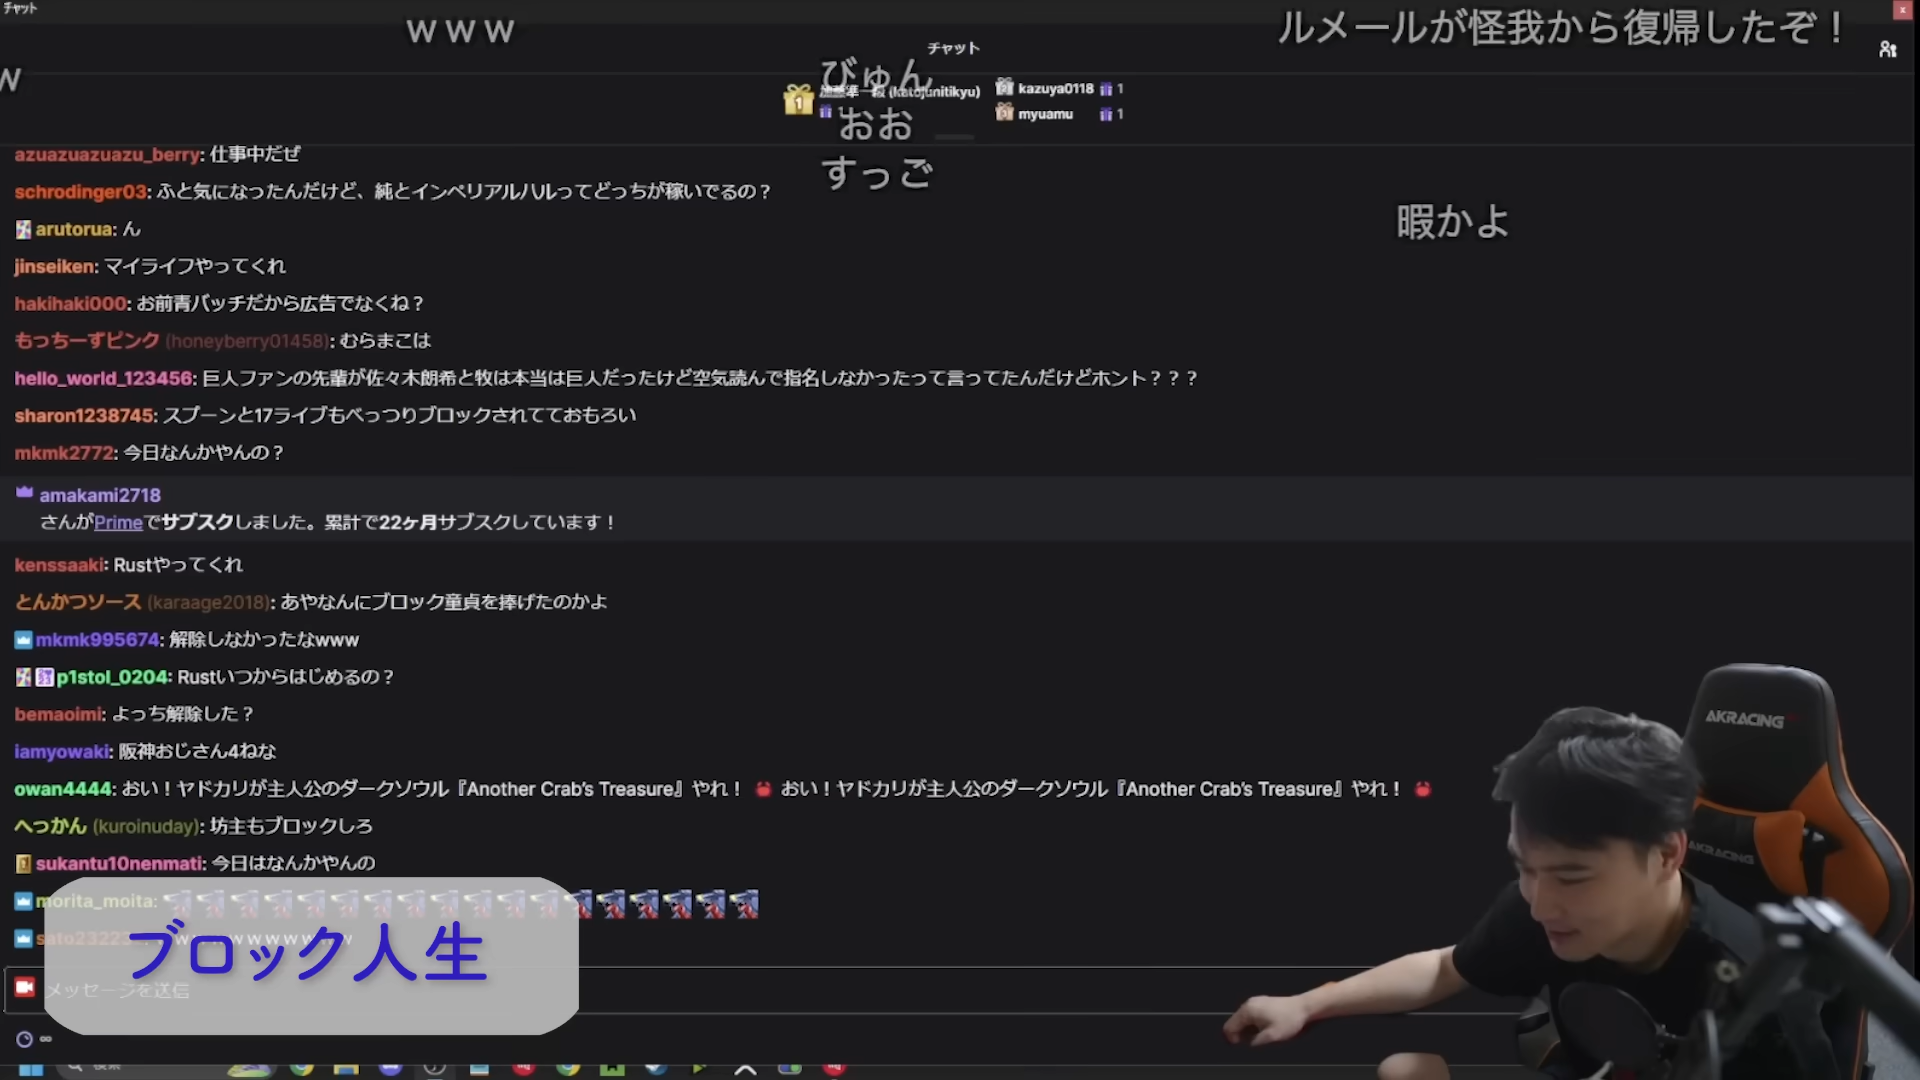 チャット
www
ルメールが怪我から復帰したぞ！
チャット
w
びゅん
(katojunitikyu)
kazuya0118 1
myuamu 1
おお
すっご
暇かよ
azuazuazuazu_berry: 仕事中だぜ
schrodinger03: ふと気になったんだけど、純とインペリアルハルってどっちが稼いでるの？
arutorua: ん
jinseiken: マイライフやってくれ
hakihaki000: お前青バッチだから広告でなくね？
もっちーずピンク (honeyberry01458): むらまこは
hello_world_123456: 巨人ファンの先輩が佐々木朗希と牧は本当は巨人だったけど空気読んで指名しなかったって言ってたんだけどホント？？？
sharon1238745: スプーンと17ライブもべっつりブロックされてておもろい
mkmk2772: 今日なんかやんの？
amakami2718
さんがPrimeでサブスクしました。累計で22ヶ月サブスクしています！
kenssaaki: Rustやってくれ
とんかつソース (karaage2018): あやなんにブロック童貞を捧げたのかよ
mkmk995674: 解除しなかったなwww
p1stol_0204: Rustいつからはじめるの？
bemaoimi: よっち解除した？
iamyowaki: 阪神おじさん4ねな
owan4444: おい！ヤドカリが主人公のダークソウル『Another Crab's Treasure』やれ！ おい！ヤドカリが主人公のダークソウル『Another Crab's Treasure』やれ！
へっかん (kuroinuday): 坊主もブロックしろ
sukantu10nenmati: 今日はなんかやんの
morita_moita:
ブロック人生
メッセージを送信
検索
AKRACING
AKRACING